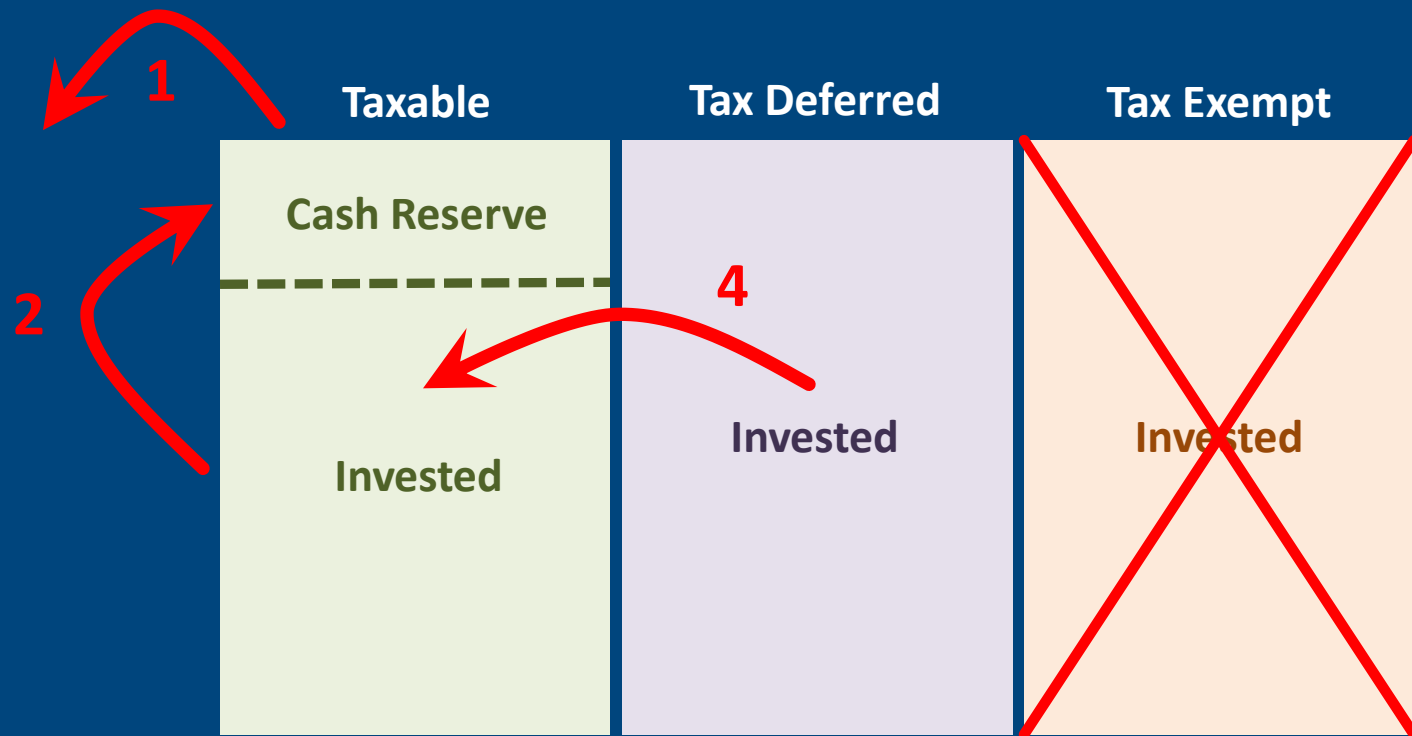 1
Taxable
Tax Deferred
Tax Exempt
Cash Reserve
2
4
Invested
Invested
Invested